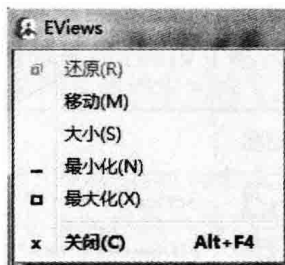 EViews
还原(R)
移动(M)
大小(S)
最小化(N)
最大化(X)
关闭(C) Alt+F4